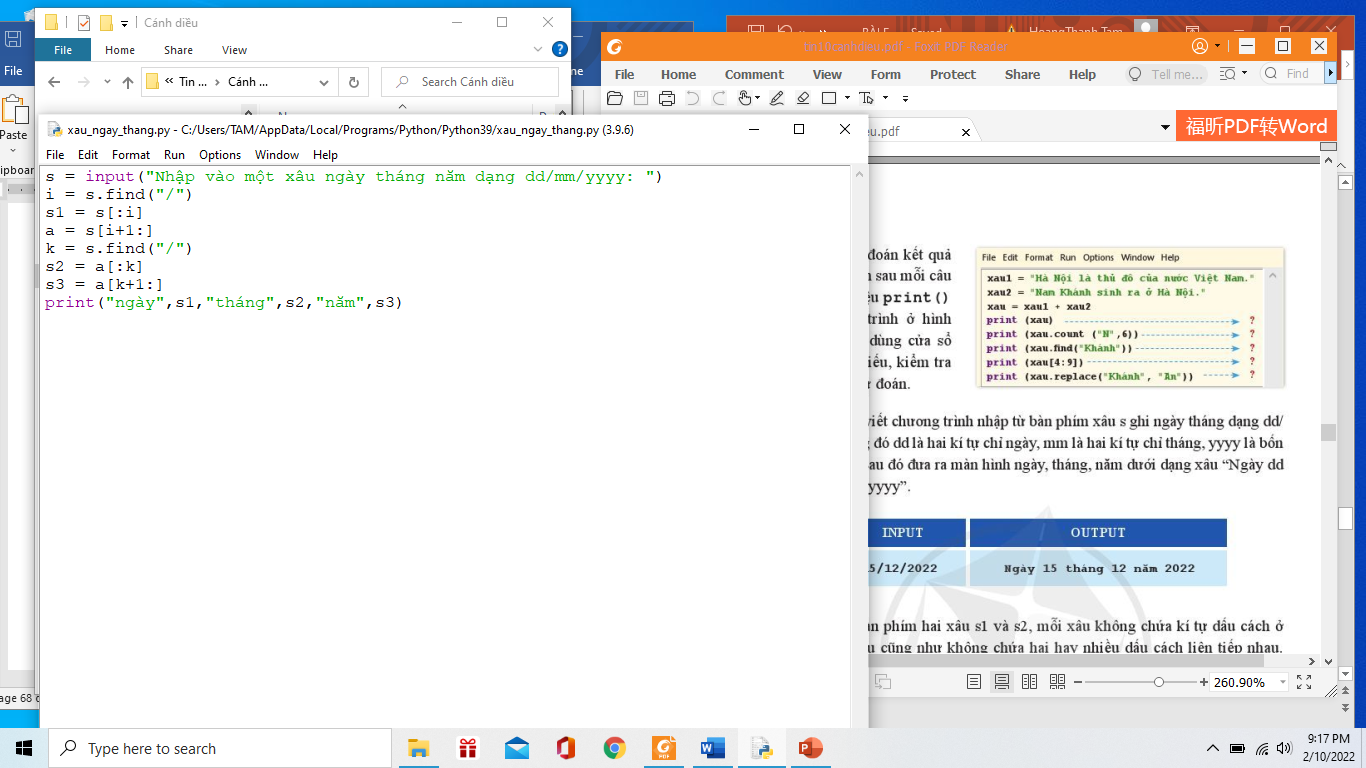 Cánh diều
File Home Share View
Tin ... Cánh ...
Search Cánh diều
File
Paste
BÀI F... Saved
HoangThanh Tam
tin10canhdieu.pdf - Foxit PDF Reader
File Home Comment View Form Protect Share Help Tell me... Find
福昕PDF转Word
xau_ngay_thang.py - C:/Users/TAM/AppData/Local/Programs/Python/Python39/xau_ngay_thang.py (3.9.6)
File Edit Format Run Options Window Help
s = input("Nhập vào một xâu ngày tháng năm dạng dd/mm/yyyy: ")
i = s.find("/")
s1 = s[:i]
a = s[i+1:]
k = s.find("/")
s2 = a[:k]
s3 = a[k+1:]
print("ngày",s1,"tháng",s2,"năm",s3)
đoán kết quả
sau mỗi câu
print()
trình ở hình
dùng cửa sổ
kiểm tra
đoán.
File Edit Format Run Options Window Help
xau1 = "Hà Nội là thủ đô của nước Việt Nam."
xau2 = "Nam Khánh sinh ra ở Hà Nội."
xau = xau1 + xau2
print (xau) ?
print (xau.count ("N",6)) ?
print (xau.find("Khánh")) ?
print (xau[4:9]) ?
print (xau.replace("Khánh", "An")) ?
viết chương trình nhập từ bàn phím xâu s ghi ngày tháng dạng dd/
đó dd là hai kí tự chỉ ngày, mm là hai kí tự chỉ tháng, yyyy là bốn
au đó đưa ra màn hình ngày, tháng, năm dưới dạng xâu “Ngày dd
yyyy”.
INPUT OUTPUT
5/12/2022 Ngày 15 tháng 12 năm 2022
àn phím hai xâu s1 và s2, mỗi xâu không chứa kí tự dấu cách ở
cũng như không chứa hai hay nhiều dấu cách liên tiếp nhau.
260.90%
age 68
Type here to search
9:17 PM
2/10/2022